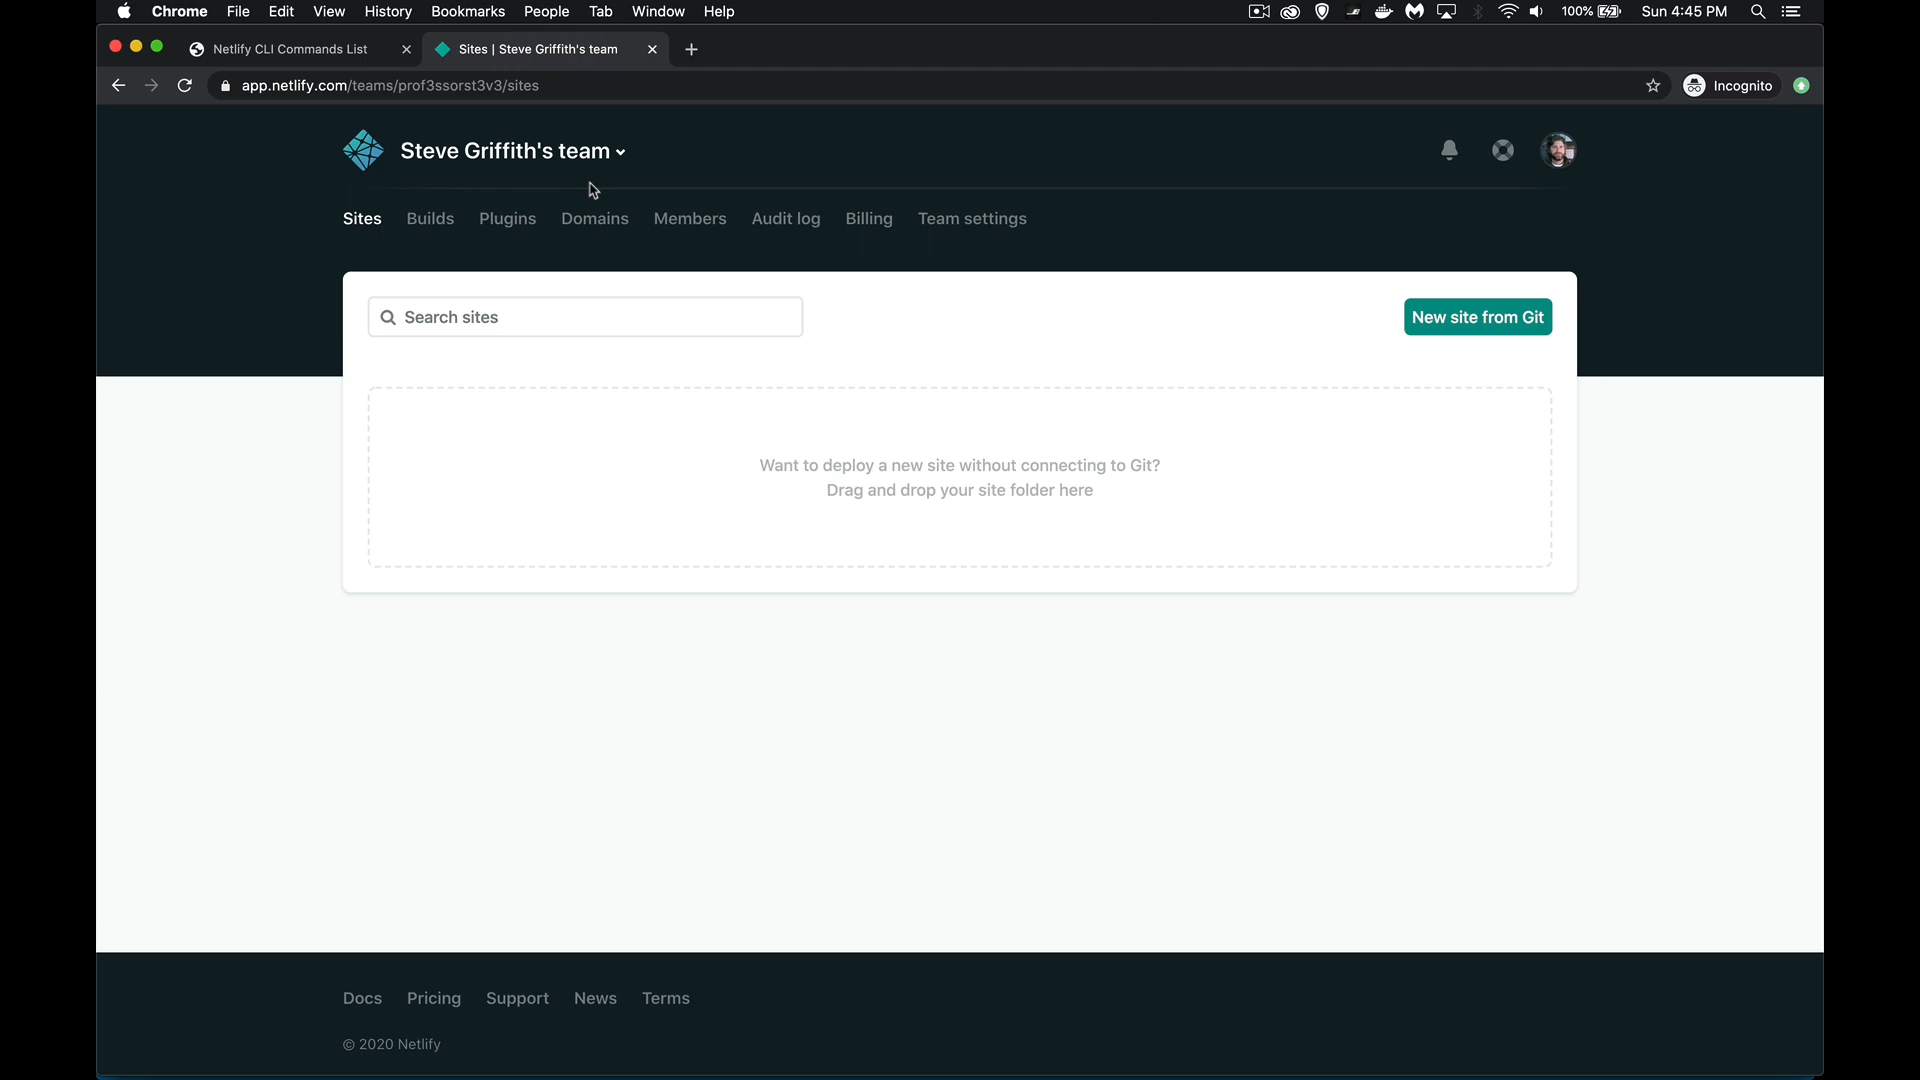 Chrome File Edit View History Bookmarks People Tab Window Help 100% Sun 4:45 PM
Netlify CLI Commands List Sites | Steve Griffith's team
app.netlify.com/teams/prof3ssorst3v3/sites Incognito
Steve Griffith's team
Sites Builds Plugins Domains Members Audit log Billing Team settings
Search sites New site from Git
Want to deploy a new site without connecting to Git?
Drag and drop your site folder here
Docs Pricing Support News Terms
© 2020 Netlify